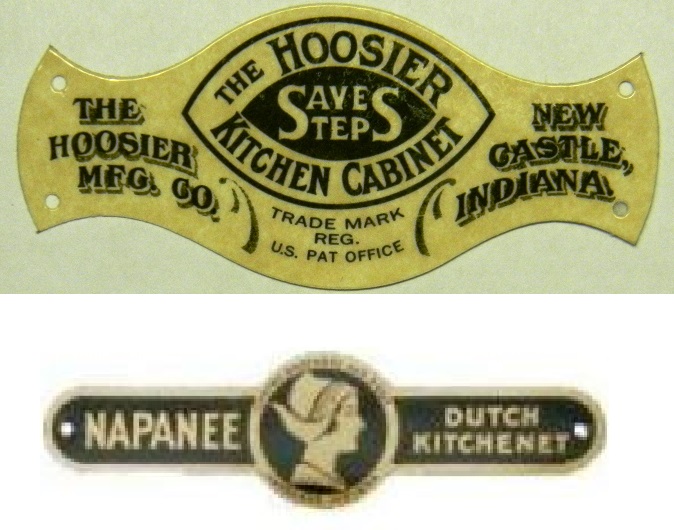 THE HOOSIER
SAVES STEPS
KITCHEN CABINET
THE
HOOSIER
MFG. CO.
NEW
CASTLE,
INDIANA.
TRADE MARK
REG.
U.S. PAT OFFICE
NAPANEE
DUTCH
KITCHENET